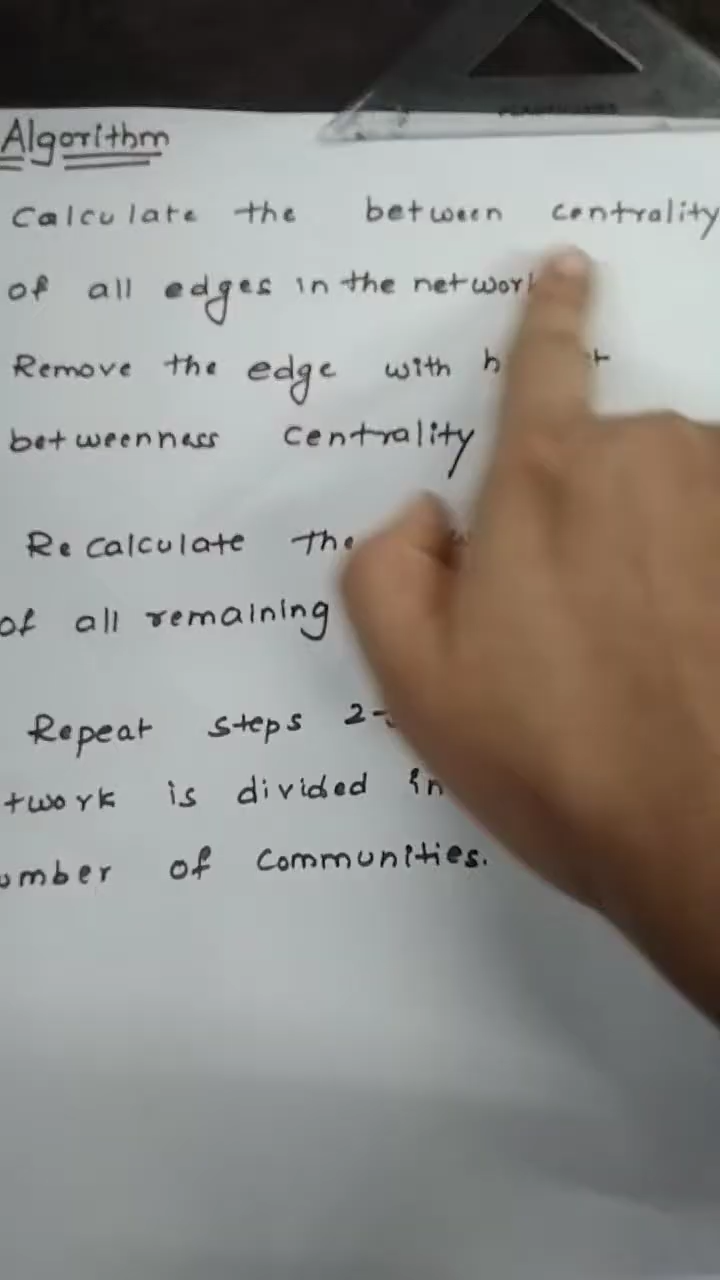 Algorithm
Calculate the between centrality
of all edges in the network
Remove the edge with
betweenness centrality
Recalculate the
of all remaining
Repeat steps 2-
twork is divided in
umber of communities.